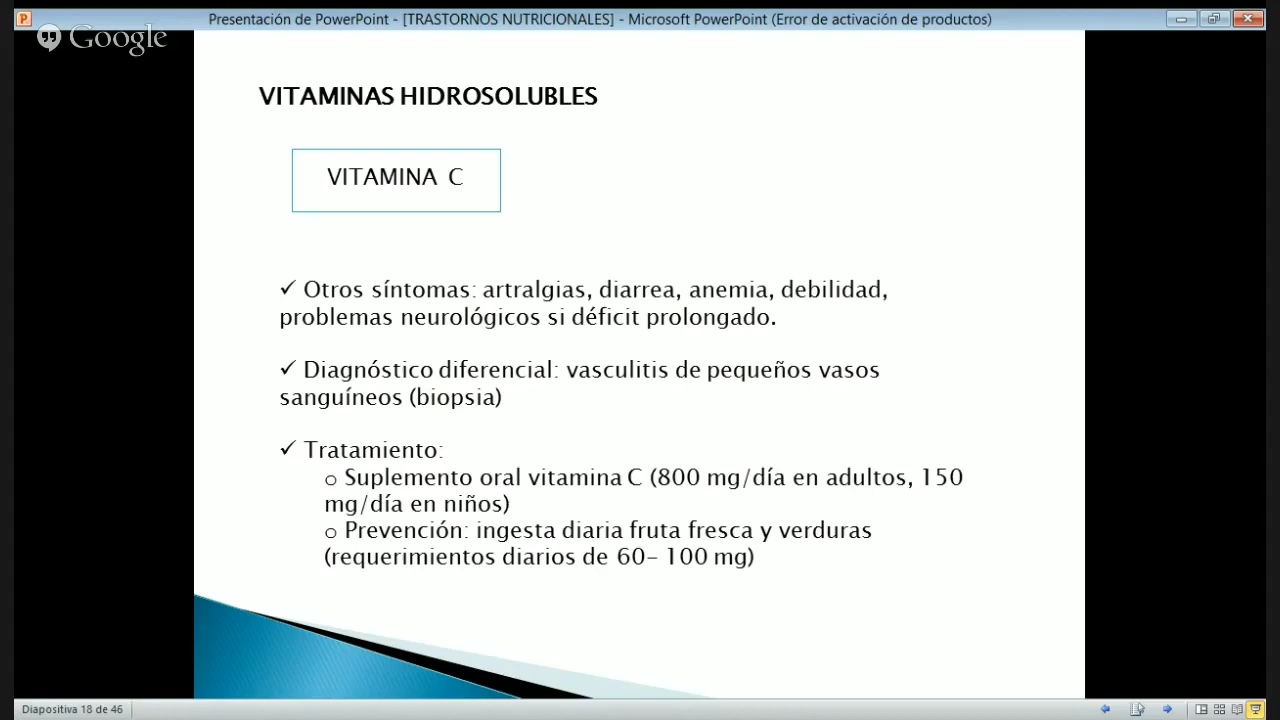 Presentación de PowerPoint - [TRASTORNOS NUTRICIONALES] - Microsoft PowerPoint (Error de activación de productos)
Google
VITAMINAS HIDROSOLUBLES
VITAMINA C
✓ Otros síntomas: artralgias, diarrea, anemia, debilidad,
problemas neurológicos si déficit prolongado.
✓ Diagnóstico diferencial: vasculitis de pequeños vasos
sanguíneos (biopsia)
✓ Tratamiento:
o Suplemento oral vitamina C (800 mg/día en adultos, 150
mg/día en niños)
o Prevención: ingesta diaria fruta fresca y verduras
(requerimientos diarios de 60- 100 mg)
Diapositiva 18 de 46